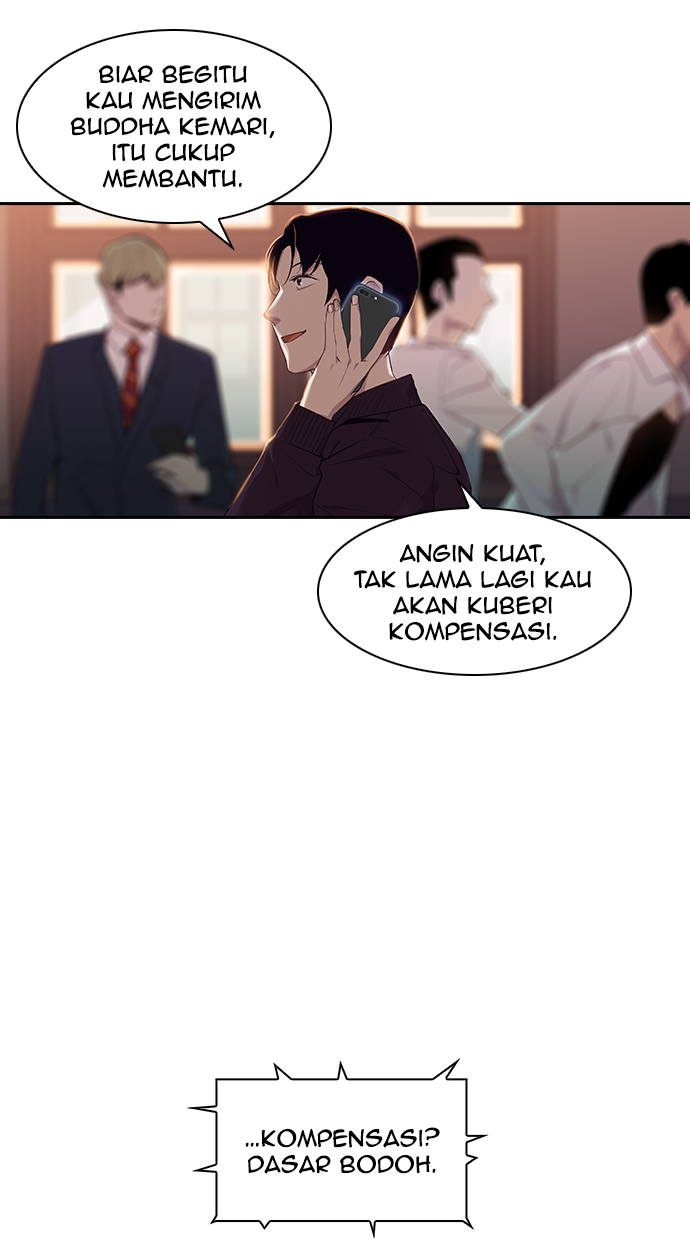 BIAR BEGITU
KAU MENGIRIM
BUDDHA KEMARI,
ITU CUKUP
MEMBANTU.
ANGIN KUAT,
TAK LAMA LAGI KAU
AKAN KUBERI
KOMPENSASI.
...KOMPENSASI?
DASAR BODOH.